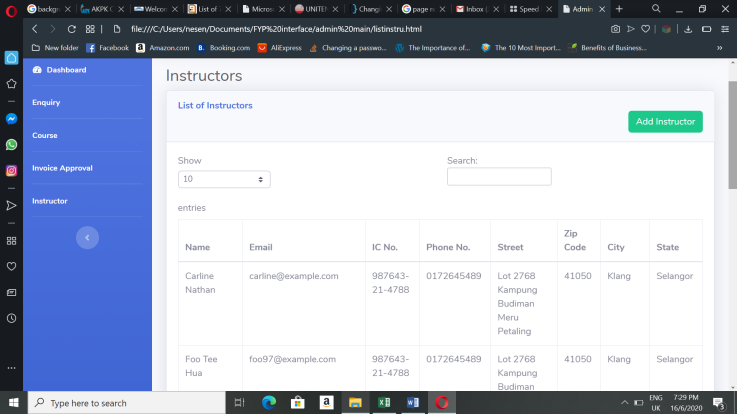 backgr
AKPK
Welcom
List of
Microso
UNITEN
Changi
page n
Inbox
Speed
Admin
file:///C:/Users/nesen/Documents/FYP%20interface/admin%20main/listinstru.html
New folder
Facebook
Amazon.com
Booking.com
AliExpress
Changing a passwo...
The Importance of...
The 10 Most Import...
Benefits of Business...
Dashboard
Enquiry
Course
Invoice Approval
Instructor
Instructors
List of Instructors
Add Instructor
Show
10
entries
Search:
Name Email IC No. Phone No. Street Zip Code City State
Carline Nathan
carline@example.com
987643-
21-4788
0172645489
Lot 2768
Kampung
Budiman
Meru
Petaling
41050
Klang
Selangor
Foo Tee
Hua
foo97@example.com
987643-
21-4788
0172645489
Lot 2768
Kampung
Budiman
41050
Klang
Selangor
Type here to search
ENG
UK
7:29 PM
16/6/2020
3